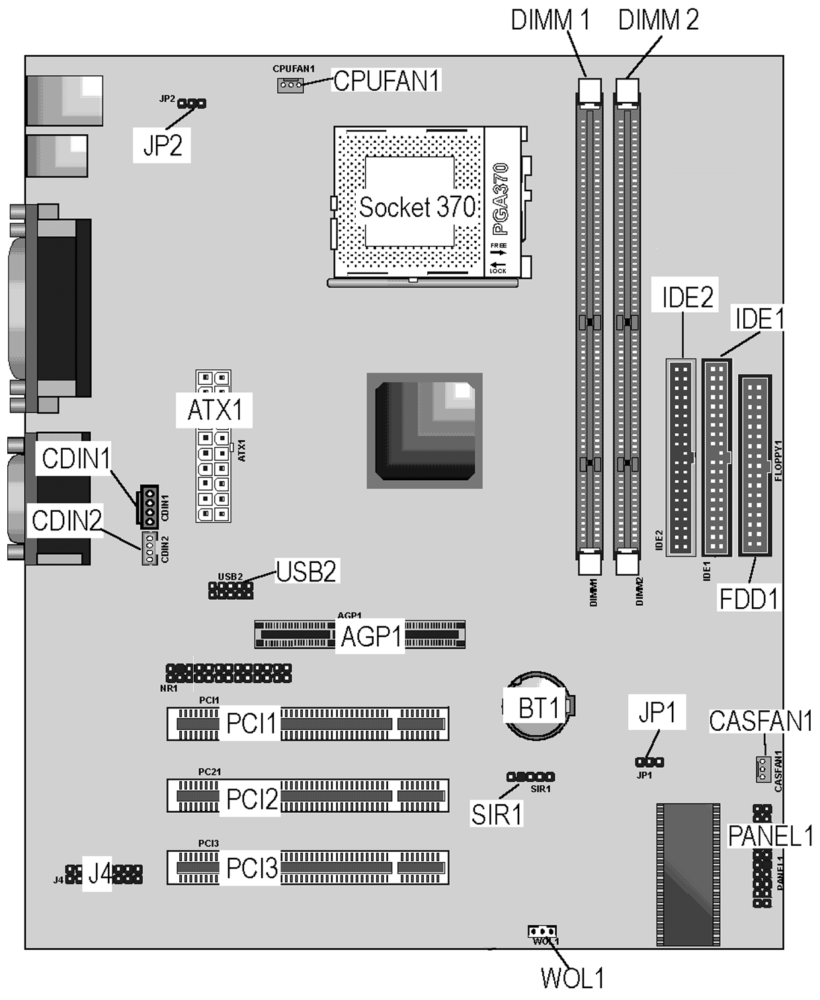 DIMM 1 DIMM 2
CPUFAN1
CPUFAN1
JP2
JP2
Socket 370
PGA370
FREE
LOCK
IDE2
IDE1
ATX1
ATX1
CDIN1
CDIN1
CDIN2
CDIN2
FLOPPY1
IDE2
IDE1
USB2
USB2
DIMM1
DIMM2
FDD1
AGP1
AGP1
NR1
PCI1
PCI1
BT1
JP1
JP1
CASFAN1
CASFAN1
PC21
PCI2
SIR1
SIR1
PANEL1
PANEL1
PCI3
PCI3
J4
J4
WOL1
WOL1